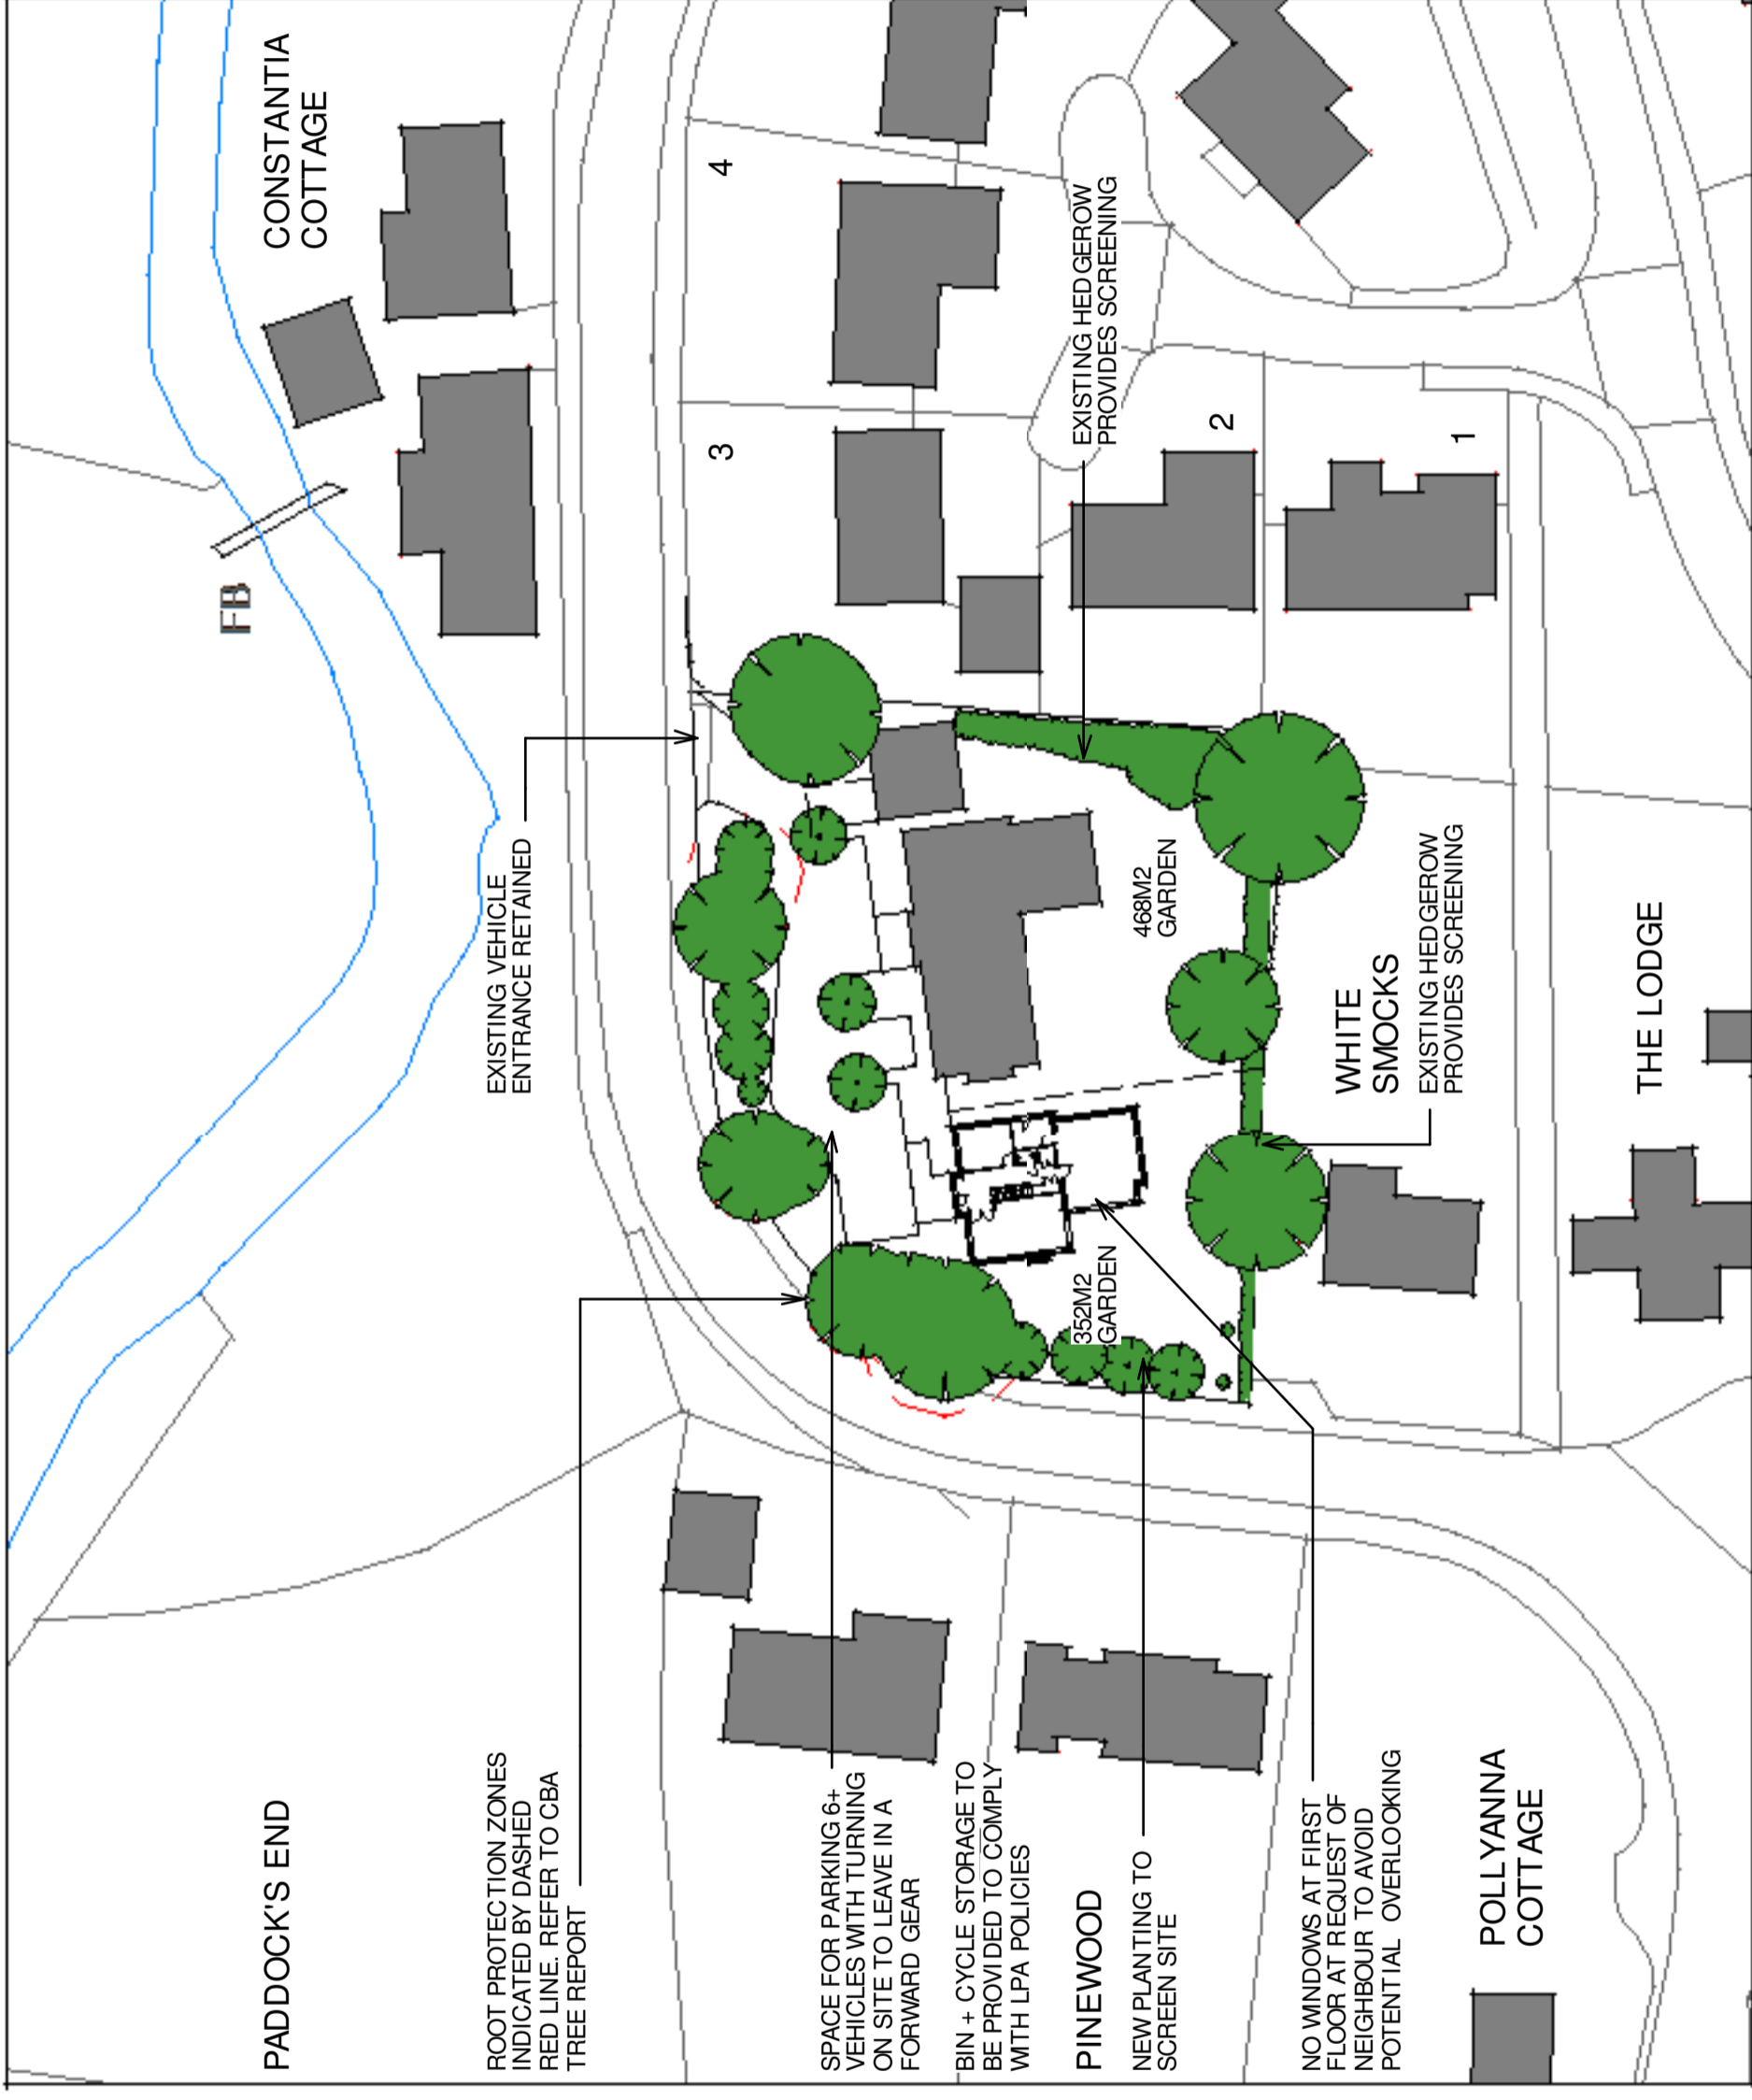 PADDOCK'S END
FB
CONSTANTIA
COTTAGE
ROOT PROTECTION ZONES
INDICATED BY DASHED
RED LINE. REFER TO CBA
TREE REPORT
EXISTING VEHICLE
ENTRANCE RETAINED
3
4
SPACE FOR PARKING 6+
VEHICLES WITH TURNING
ON SITE TO LEAVE IN A
FORWARD GEAR
BIN + CYCLE STORAGE TO
BE PROVIDED TO COMPLY
WITH LPA POLICIES
PINEWOOD
352M2
GARDEN
468M2
GARDEN
EXISTING HEDGEROW
PROVIDES SCREENING
NEW PLANTING TO
SCREEN SITE
2
NO WINDOWS AT FIRST
FLOOR AT REQUEST OF
NEIGHBOUR TO AVOID
POTENTIAL OVERLOOKING
WHITE
SMOCKS
EXISTING HEDGEROW
PROVIDES SCREENING
1
POLLYANNA
COTTAGE
THE LODGE